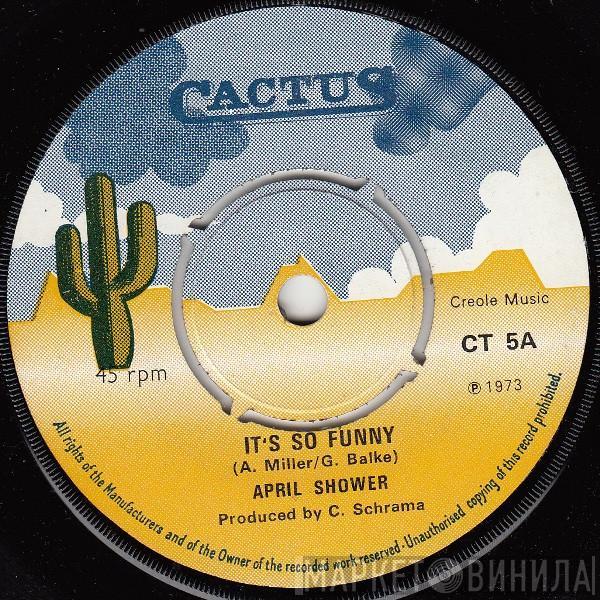 CACTUS
Creole Music
CT 5A
45 rpm
℗ 1973
IT'S SO FUNNY
(A. Miller/G. Balke)
APRIL SHOWER
Produced by C. Schrama
All rights of the Manufacturers and of the Owner of the recorded work reserved·Unauthorised copying of this record prohibited.
МАРКЕТ ВИНИЛА